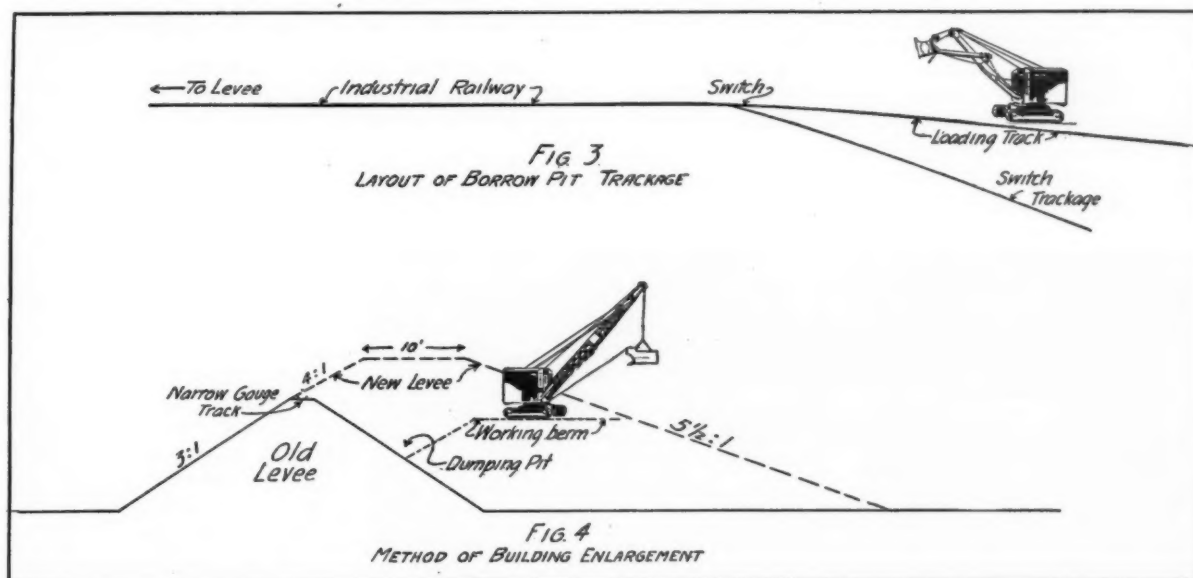 To Levee
Industrial Railway
Switch
Loading Track
Switch
Trackage
FIG. 3
LAYOUT OF BORROW PIT TRACKAGE
10'
4:1
New Levee
Narrow Gauge
Track
3:1
Old
Levee
Working berm
Dumping Pit
5½:1
FIG. 4
METHOD OF BUILDING ENLARGEMENT